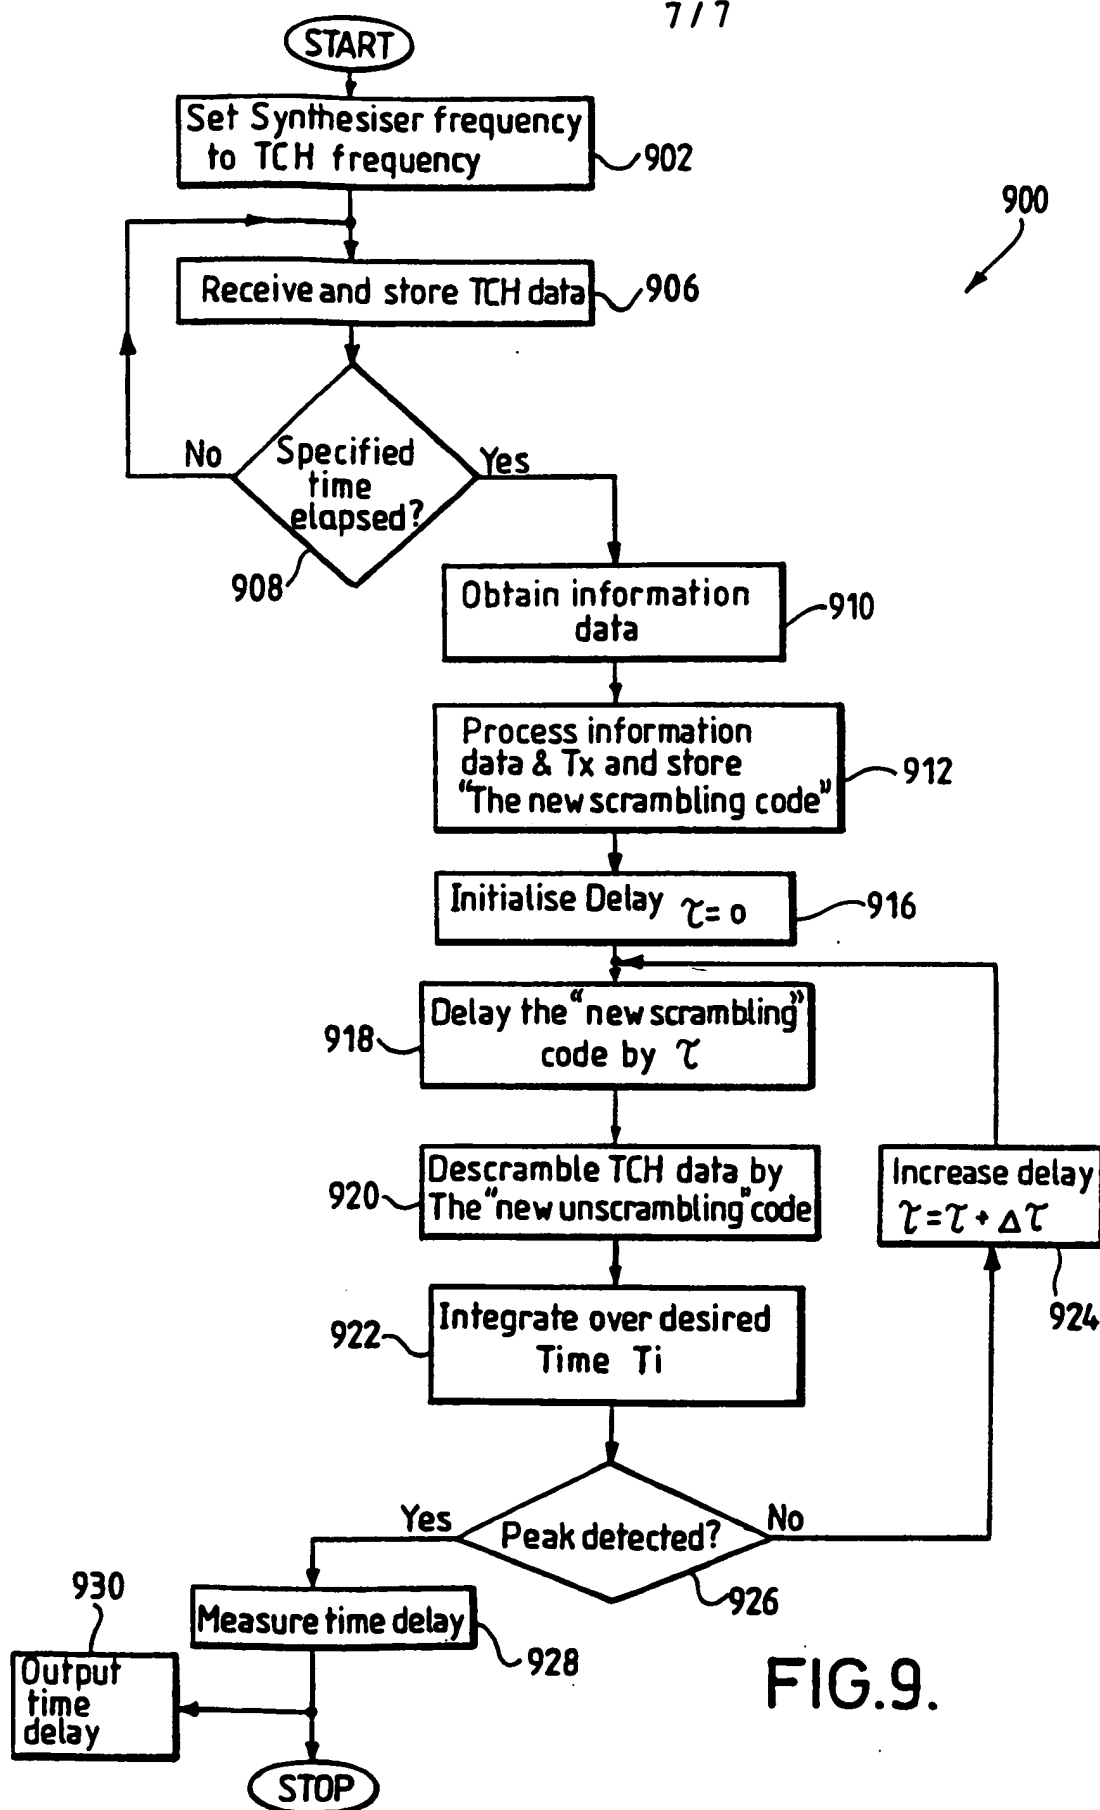 7/7
START
Set Synthesiser frequency
to TCH frequency
902
900
Receive and store TCH data
906
No
Specified
time
elapsed?
Yes
908
Obtain information
data
910
Process information
data & Tx and store
"The new scrambling code"
912
Initialise Delay τ=0
916
Delay the "new scrambling"
code by τ
918
Descramble TCH data by
The "new unscrambling" code
920
Increase delay
τ=τ+Δτ
924
Integrate over desired
Time Ti
922
Yes
Peak detected?
No
926
930
Measure time delay
928
Output
time
delay
FIG.9.
STOP